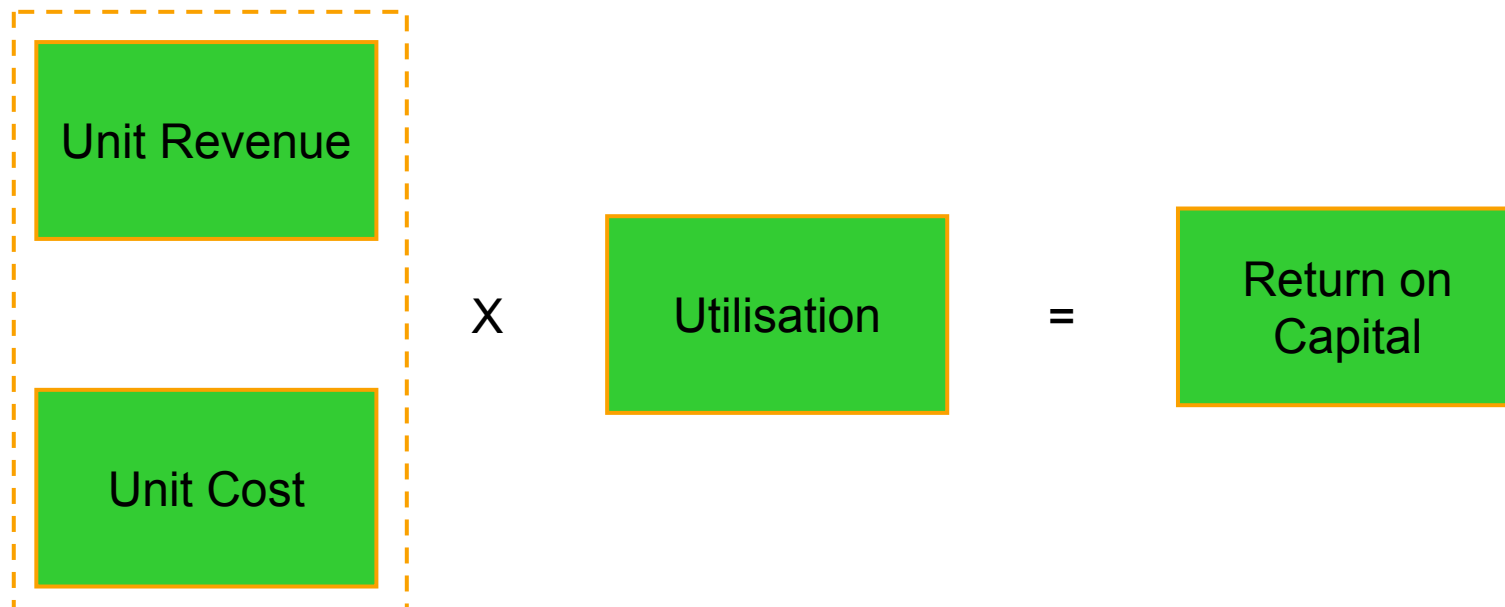 Unit Revenue
X
Utilisation
=
Return on
Capital
Unit Cost